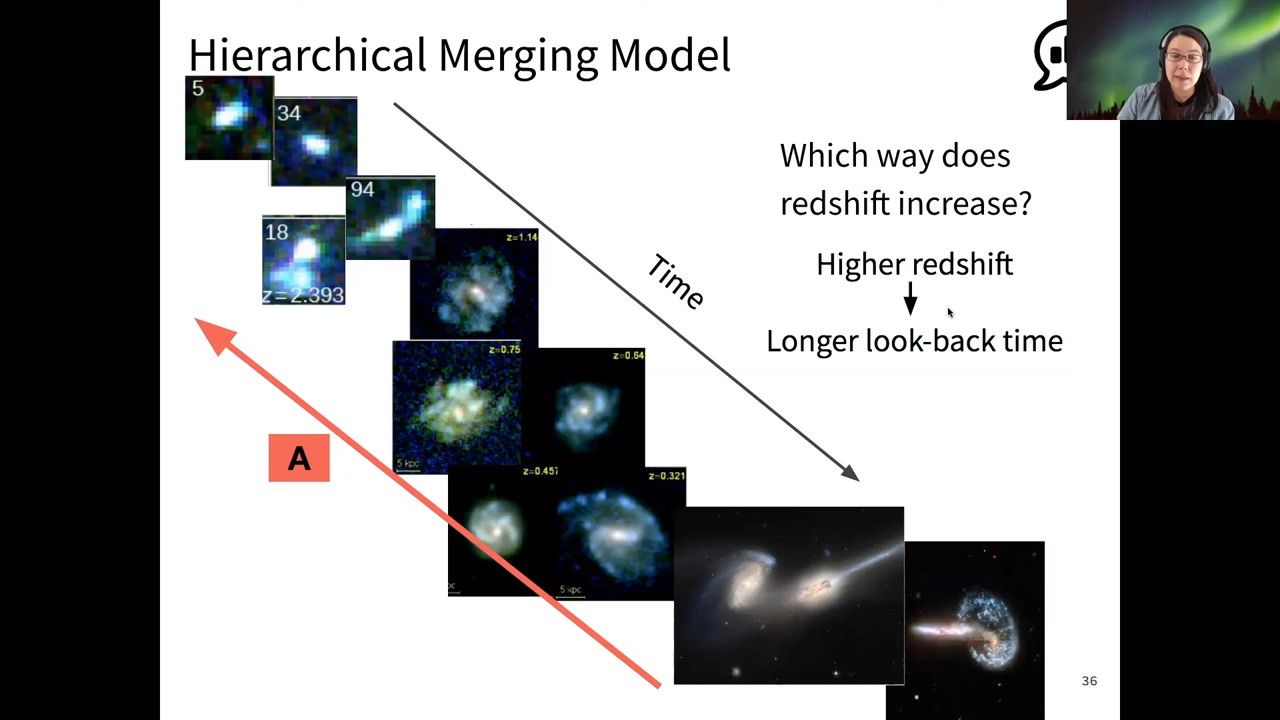 Hierarchical Merging Model
5
34
94
18
z=2.393
z=1.14
Which way does
redshift increase?
Higher redshift
Longer look-back time
Time
z=0.75
5 kpc
z=0.64
A
z=0.457
z=0.321
5 kpc
36